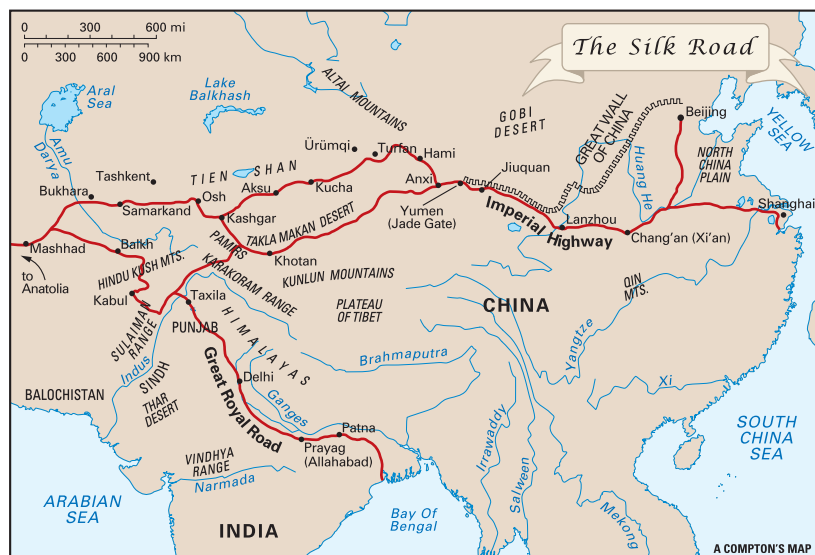 The Silk Road
0 300 600 mi
0 300 600 900 km
Aral
Sea
Lake
Balkhash
ALTAI MOUNTAINS
GOBI
DESERT
GREAT WALL
OF CHINA
Beijing
YELLOW
SEA
Amu
Darya
Tashkent
TIEN SHAN
Ürümqi
Turfan
Hami
Huang He
NORTH
CHINA
PLAIN
Bukhara
Samarkand
Osh
Aksu
Kucha
Anxi
Jiuquan
Yumen
(Jade Gate)
Imperial Highway
Shanghai
Kashgar
TAKLA MAKAN DESERT
Lanzhou
Chang'an (Xi'an)
Mashhad
Balkh
PAMIRS
Khotan
to
Anatolia
HINDU KUSH MTS.
KARAKORAM RANGE
KUNLUN MOUNTAINS
QIN
MTS.
Kabul
Taxila
PLATEAU
OF TIBET
CHINA
SULAIMAN
RANGE
PUNJAB
HIMALAYAS
Indus
SINDH
Great Royal Road
Brahmaputra
Yangtze
Xi
BALOCHISTAN
THAR
DESERT
Delhi
Ganges
Patna
Prayag
(Allahabad)
VINDHYA
RANGE
Narmada
Irrawaddy
Salween
Mekong
SOUTH
CHINA
SEA
ARABIAN
SEA
INDIA
Bay Of
Bengal
A COMPTON'S MAP